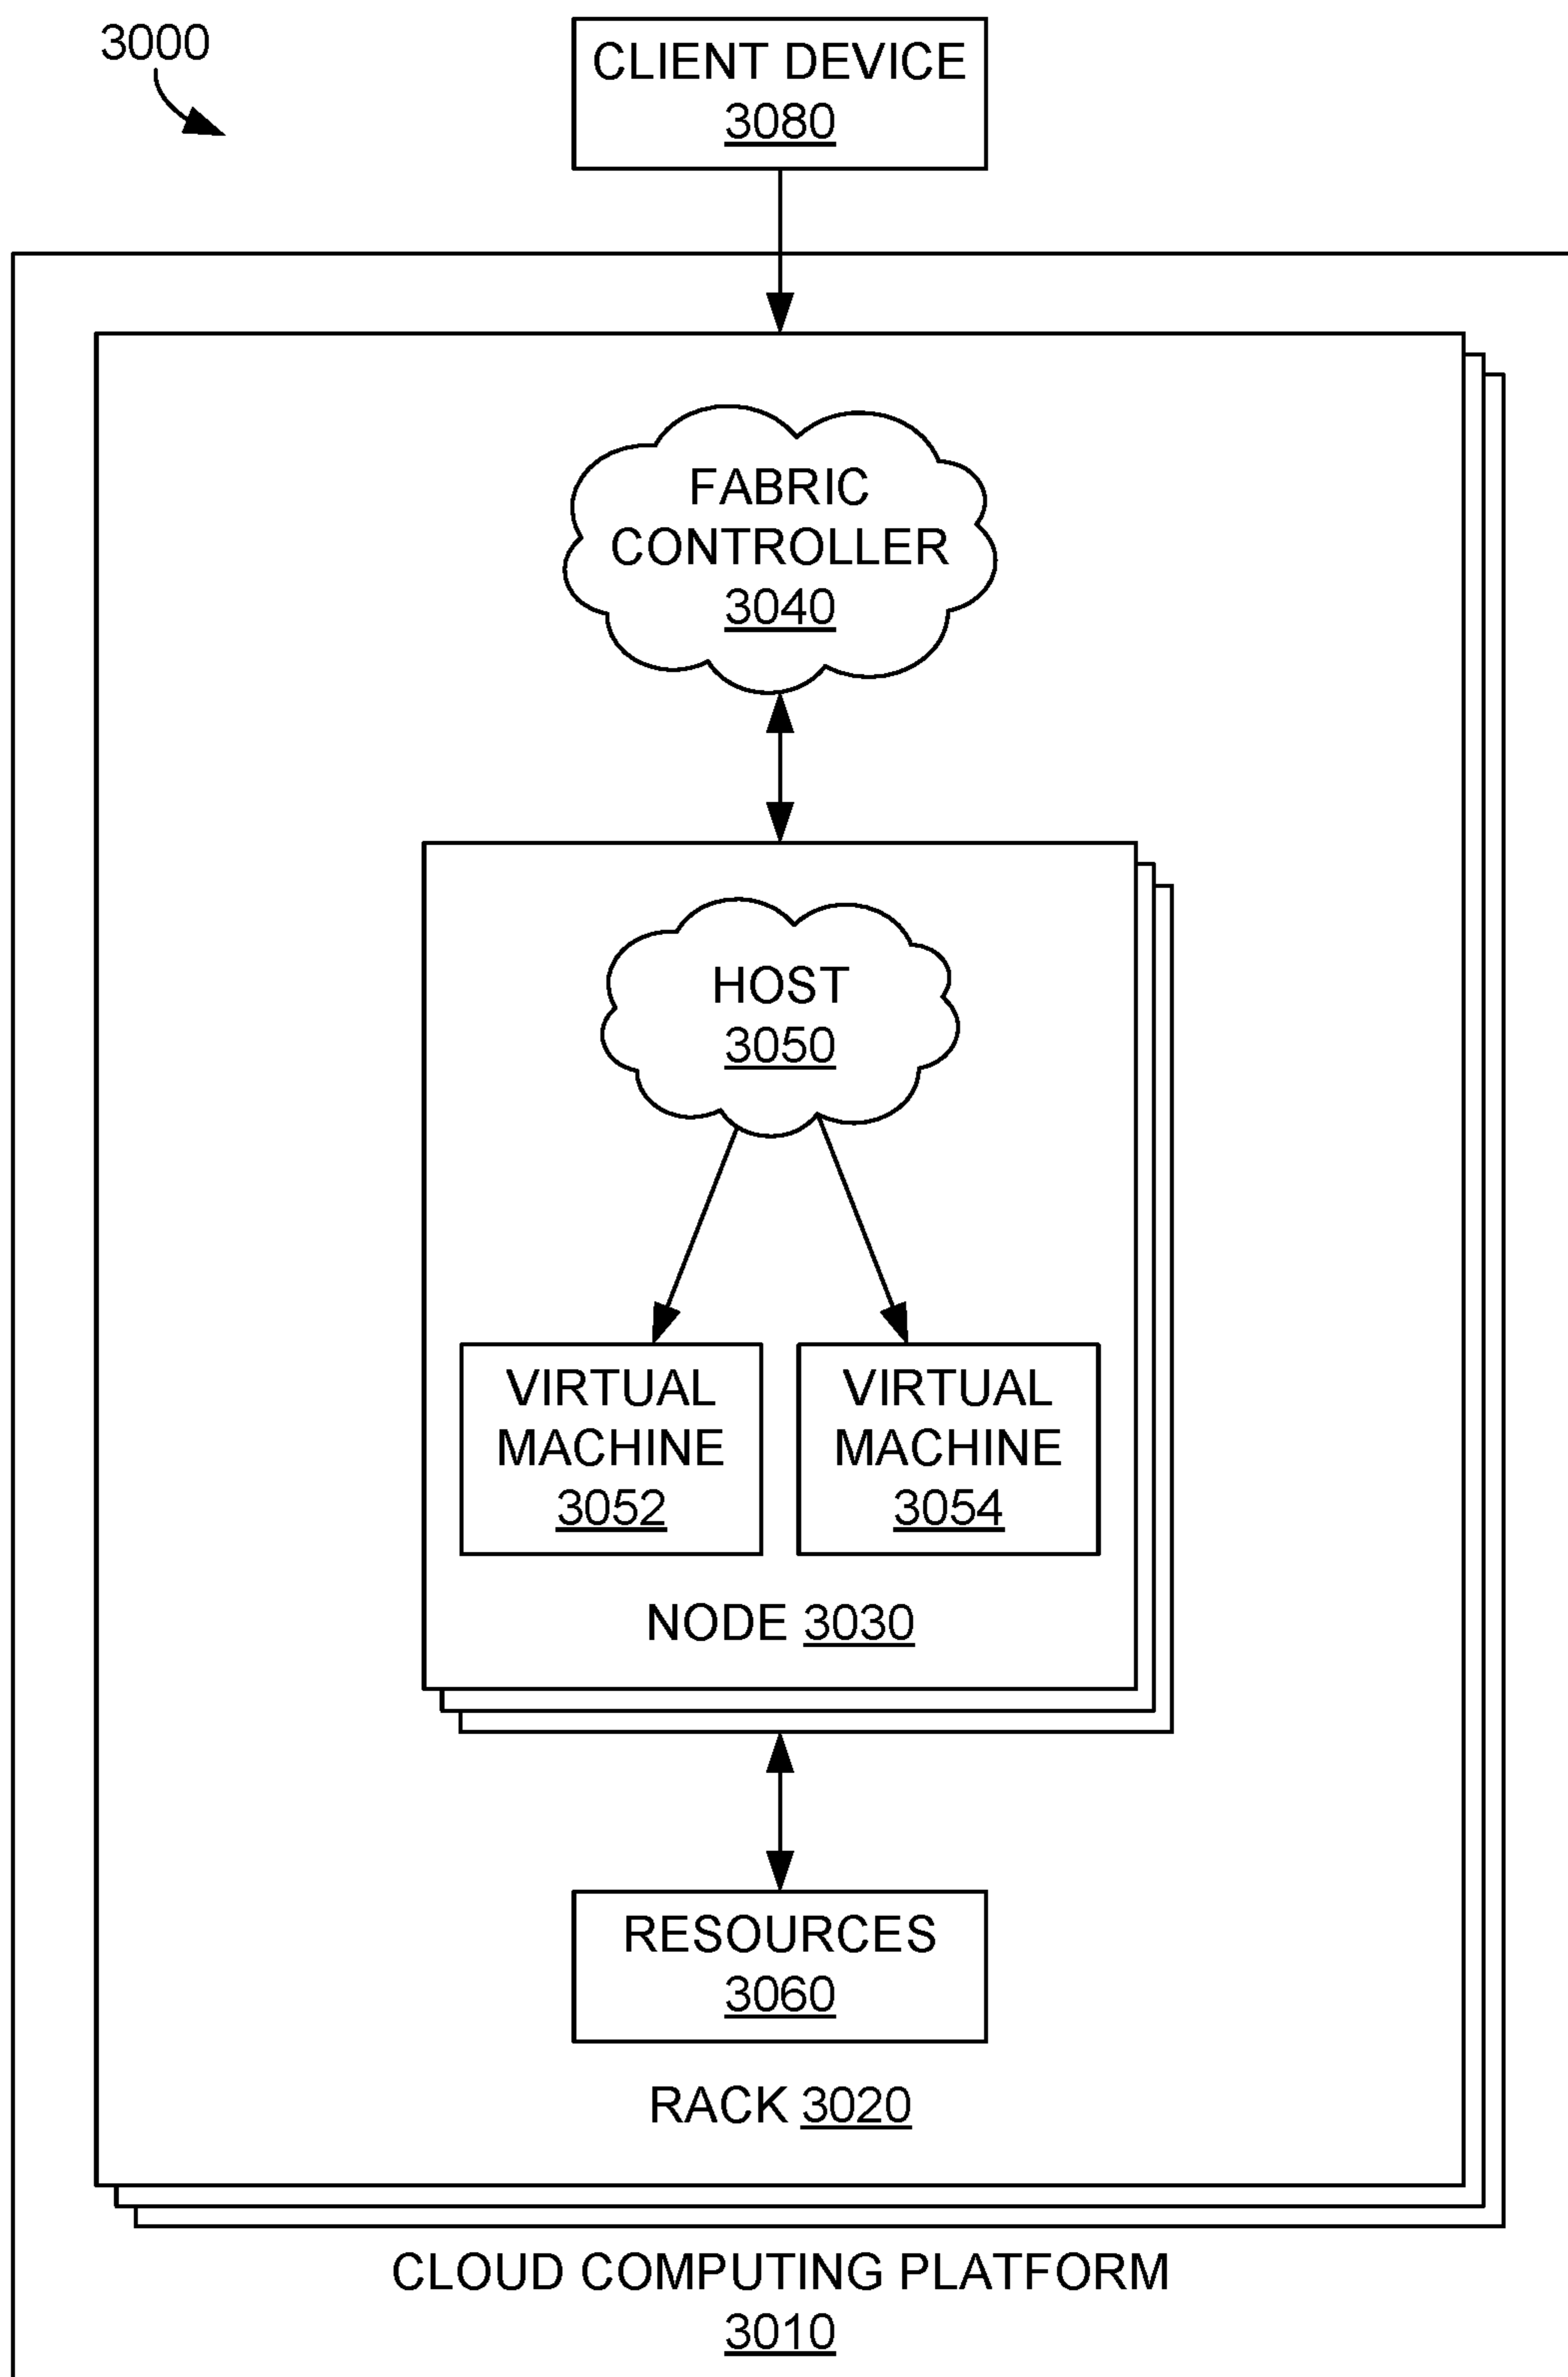 3000
CLIENT DEVICE
3080
FABRIC
CONTROLLER
3040
HOST
3050
VIRTUAL
MACHINE
3052
VIRTUAL
MACHINE
3054
NODE 3030
RESOURCES
3060
RACK 3020
CLOUD COMPUTING PLATFORM
3010